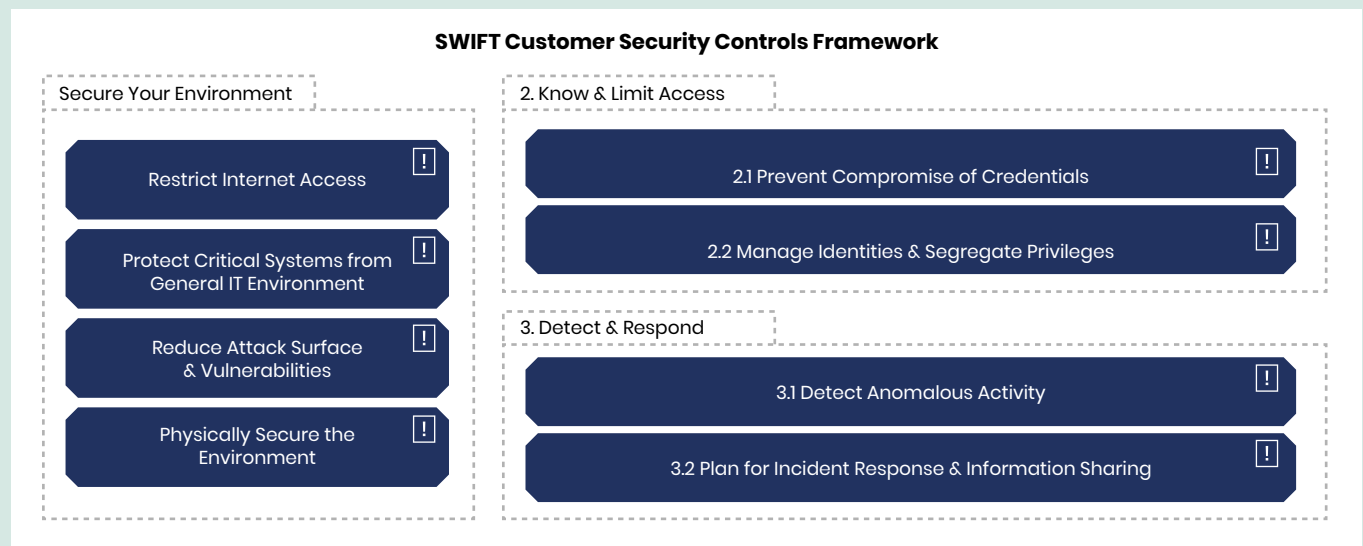 SWIFT Customer Security Controls Framework
Secure Your Environment
!
Restrict Internet Access
!
Protect Critical Systems from
General IT Environment
!
Reduce Attack Surface
& Vulnerabilities
!
Physically Secure the
Environment
2. Know & Limit Access
!
2.1 Prevent Compromise of Credentials
!
2.2 Manage Identities & Segregate Privileges
3. Detect & Respond
!
3.1 Detect Anomalous Activity
!
3.2 Plan for Incident Response & Information Sharing